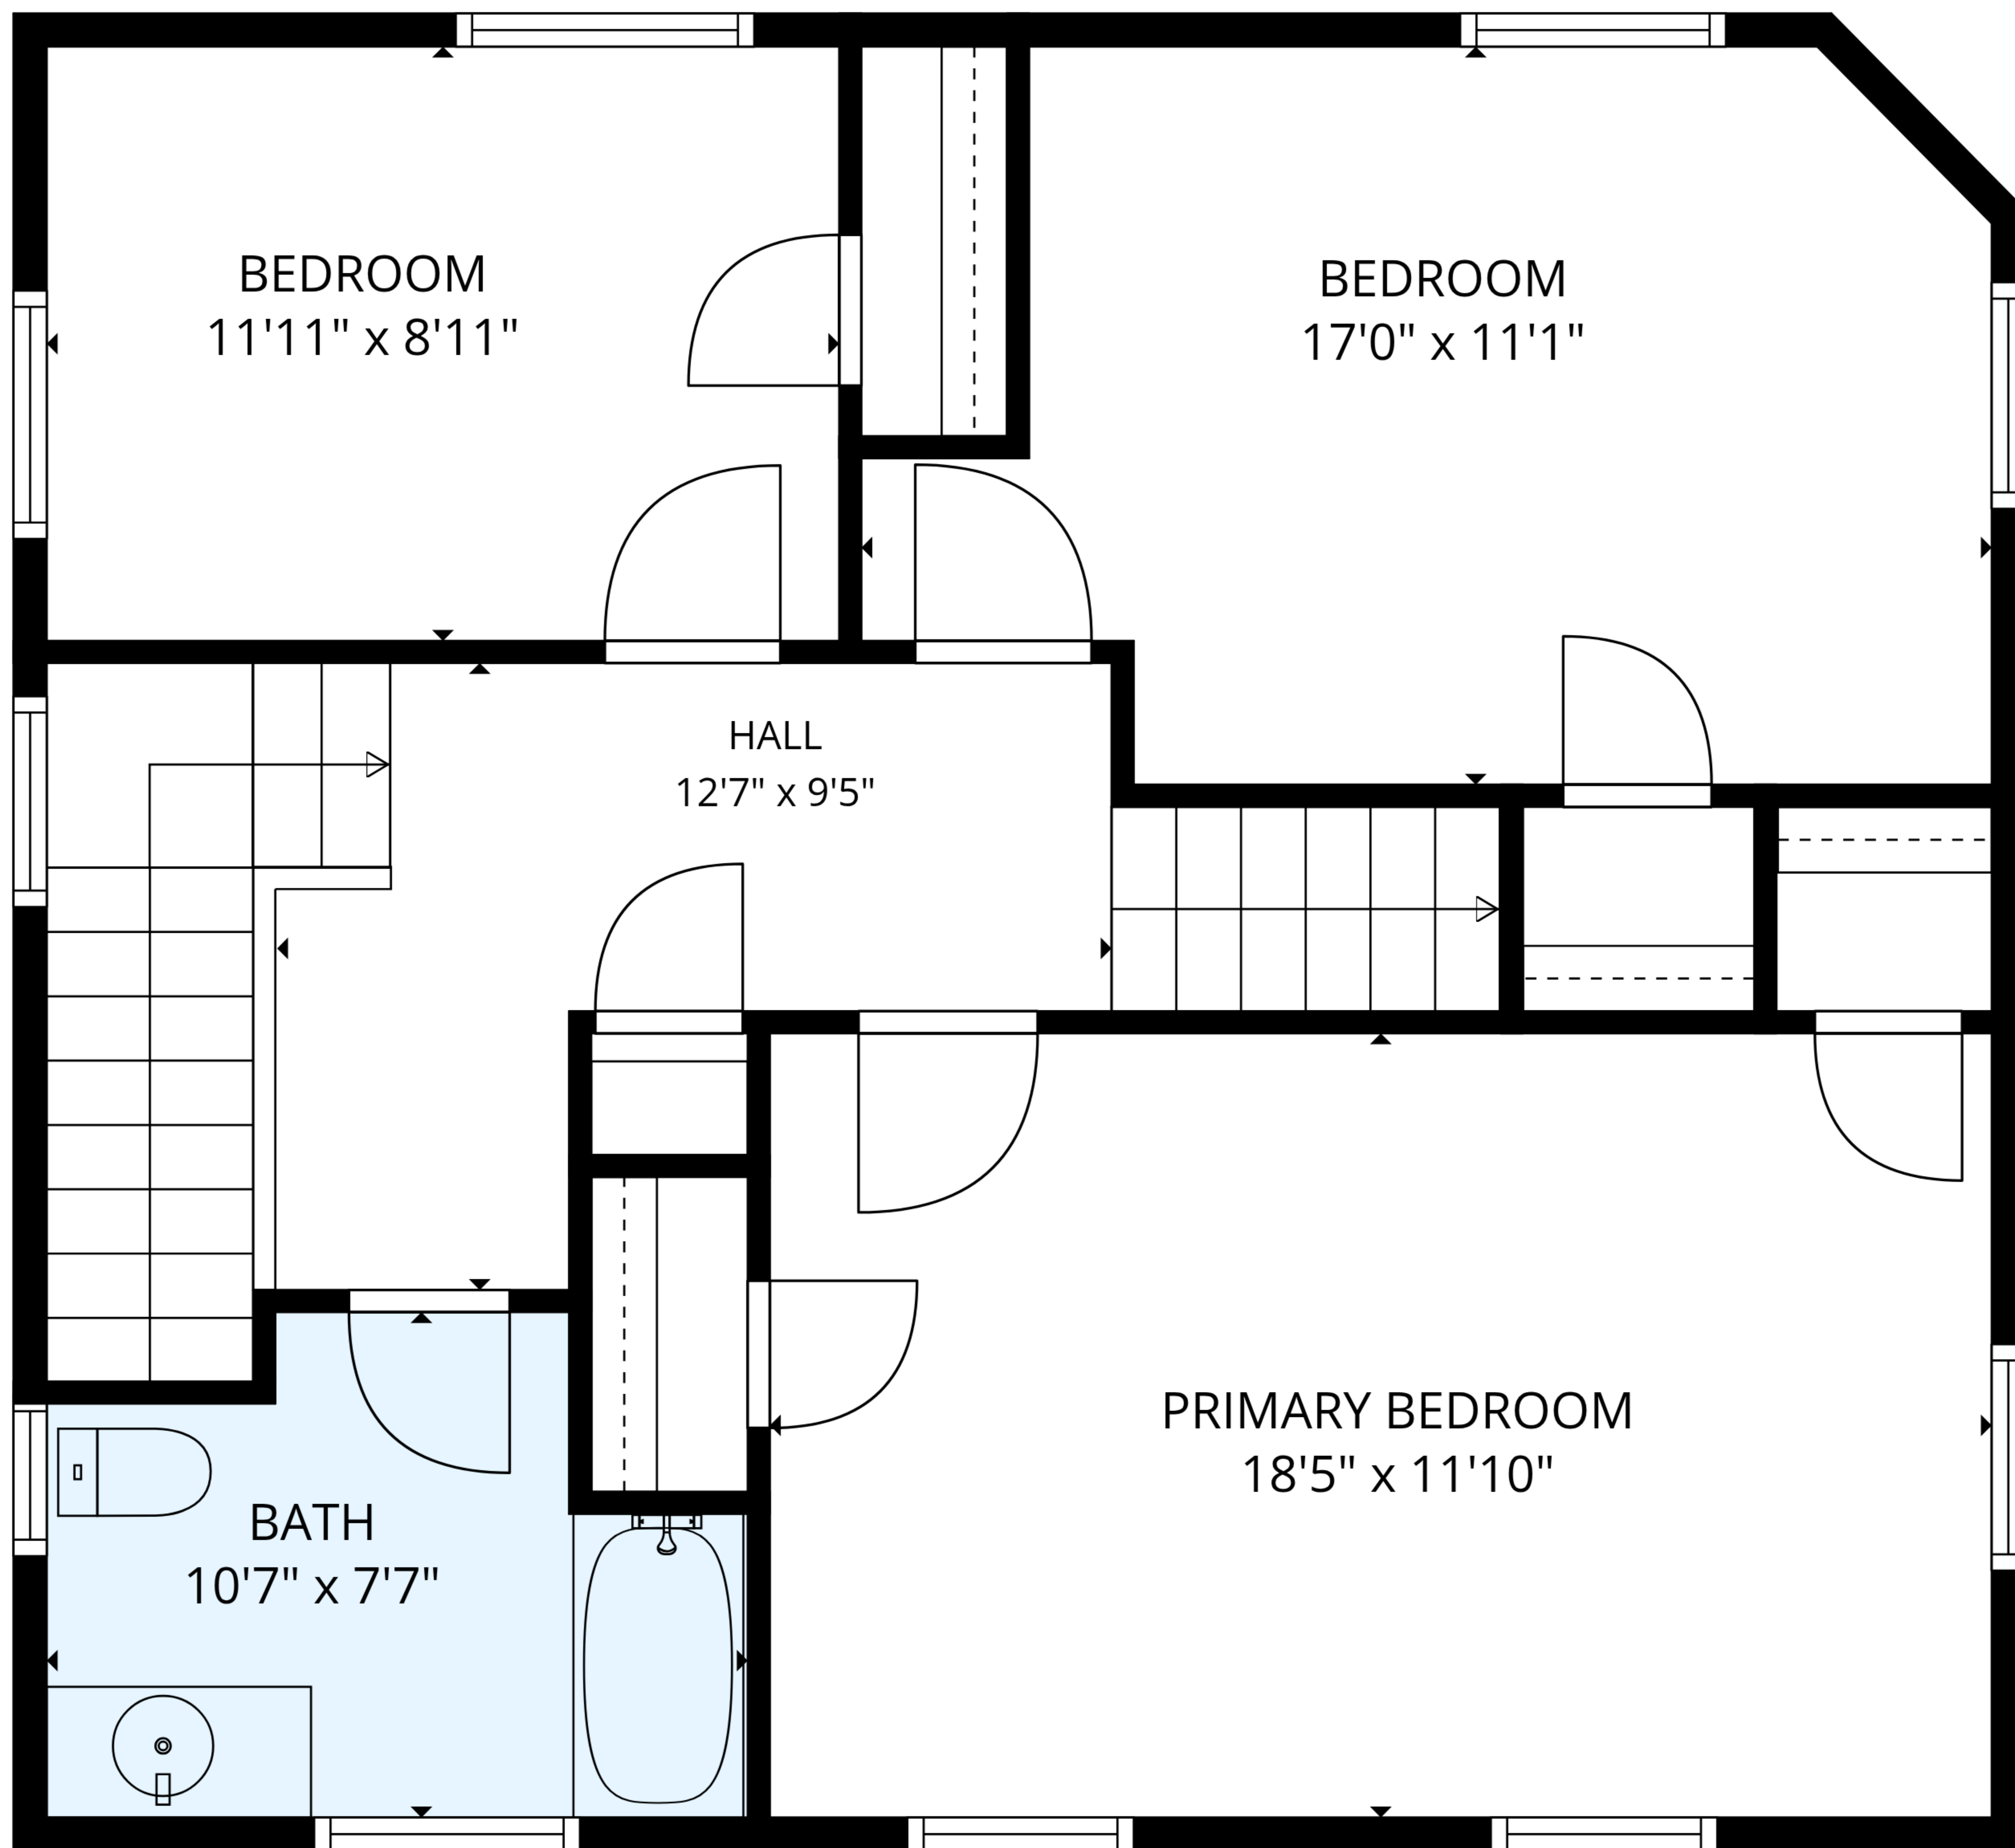 BEDROOM
11'11" x 8'11"
BEDROOM
17'0" x 11'1"
HALL
12'7" x 9'5"
PRIMARY BEDROOM
18'5" x 11'10"
BATH
10'7" x 7'7"